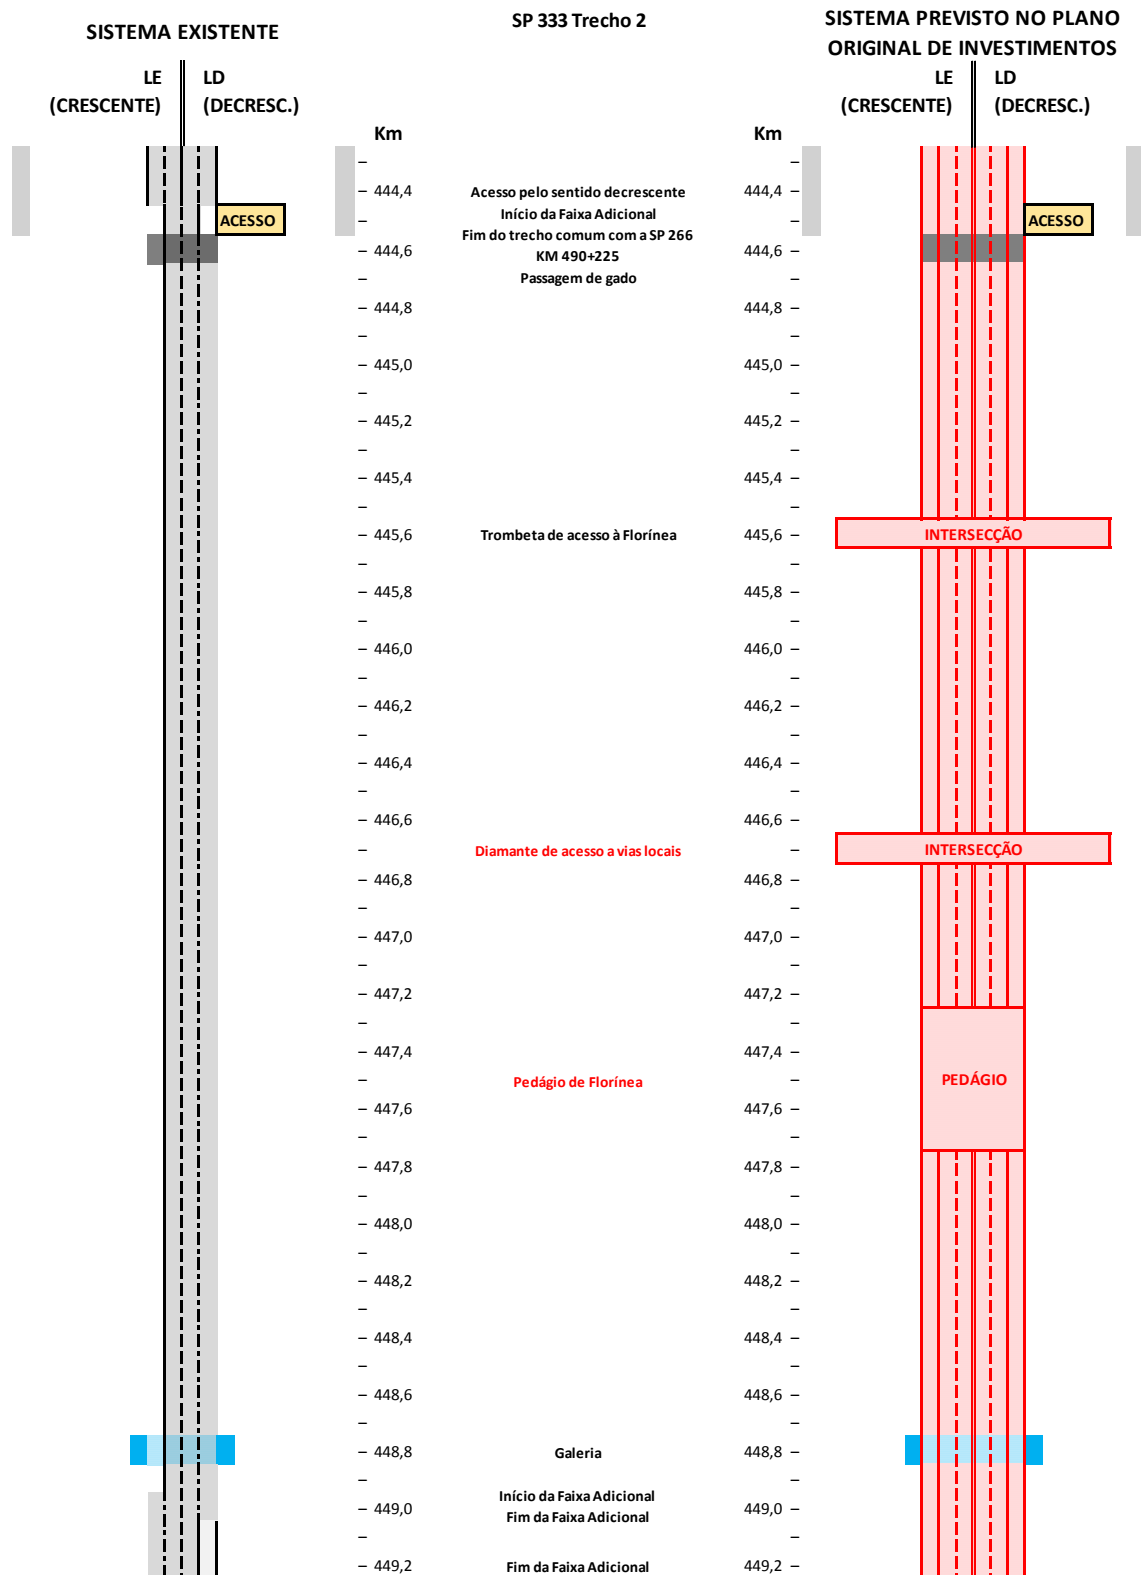 SP 333 Trecho 2
SISTEMA EXISTENTE
SISTEMA PREVISTO NO PLANO
ORIGINAL DE INVESTIMENTOS
LE LD
(CRESCENTE) (DECRESC.)
LE LD
(CRESCENTE) (DECRESC.)
Km Km
444,4 Acesso pelo sentido decrescente 444,4
ACESSO Início da Faixa Adicional ACESSO
Fim do trecho comum com a SP 266
444,6 KM 490+225 444,6
Passagem de gado
444,8 444,8
445,0 445,0
445,2 445,2
445,4 445,4
445,6 Trombeta de acesso à Florínea 445,6 INTERSECÇÃO
445,8 445,8
446,0 446,0
446,2 446,2
446,4 446,4
446,6 446,6
Diamante de acesso a vias locais INTERSECÇÃO
446,8 446,8
447,0 447,0
447,2 447,2
447,4 447,4
Pedágio de Florínea PEDÁGIO
447,6 447,6
447,8 447,8
448,0 448,0
448,2 448,2
448,4 448,4
448,6 448,6
448,8 Galeria 448,8
Início da Faixa Adicional
449,0 Fim da Faixa Adicional 449,0
449,2 Fim da Faixa Adicional 449,2